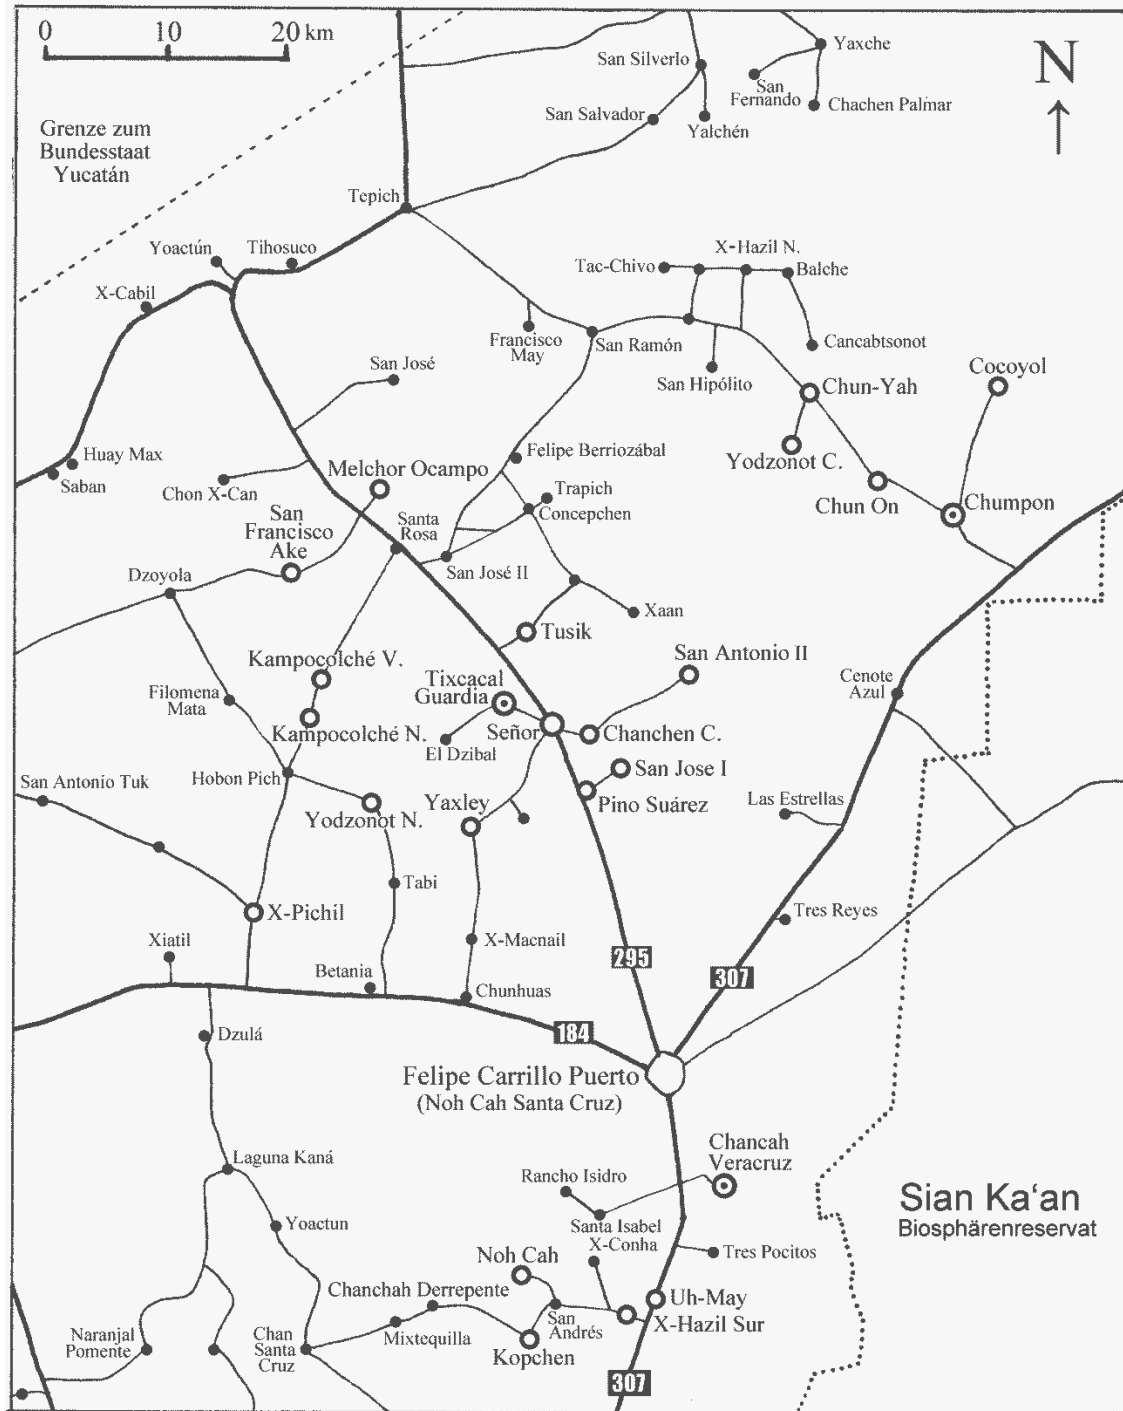 0 10 20 km
N
Grenze zum
Bundesstaat
Yucatán
San Silverlo
Yaxche
San
Fernando
Chachen Palmar
San Salvador
Yalchén
Tepich
Yoactún
Tihosuco
X-Cabil
Tac-Chivo
X-Hazil N.
Balche
Francisco
May
San Ramón
Cancabtsonot
San José
San Hipólito
Chun-Yah
Cocoyol
Huay Max
Saban
Chon X-Can
Melchor Ocampo
Felipe Berriozábal
Yodzonot C.
Trapich
Concepchen
Chun On
Chumpon
San
Francisco
Ake
Santa
Rosa
San José II
Dzoyola
Xaan
Tusik
Kampocolché V.
Tixcacal
Guardia
San Antonio II
Cenote
Azul
Filomena
Mata
Kampocolché N.
Señor
Chanchen C.
El Dzibal
San Antonio Tuk
Hobon Pich
San Jose I
Yodzonot N.
Yaxley
Pino Suárez
Las Estrellas
Tabi
X-Pichil
Tres Reyes
Xiatil
X-Macnail
295
307
Betania
Chunhuas
Dzulá
184
Felipe Carrillo Puerto
(Noh Cah Santa Cruz)
Chancah
Veracruz
Laguna Kaná
Rancho Isidro
Sian Ka‘an
Biosphärenreservat
Yoactun
Santa Isabel
X-Conha
Tres Pocitos
Noh Cah
Chanchah Derrepente
Uh-May
San
Andrés
X-Hazil Sur
Naranjal
Pomente
Chan
Santa
Cruz
Mixtequilla
Kopchen
307